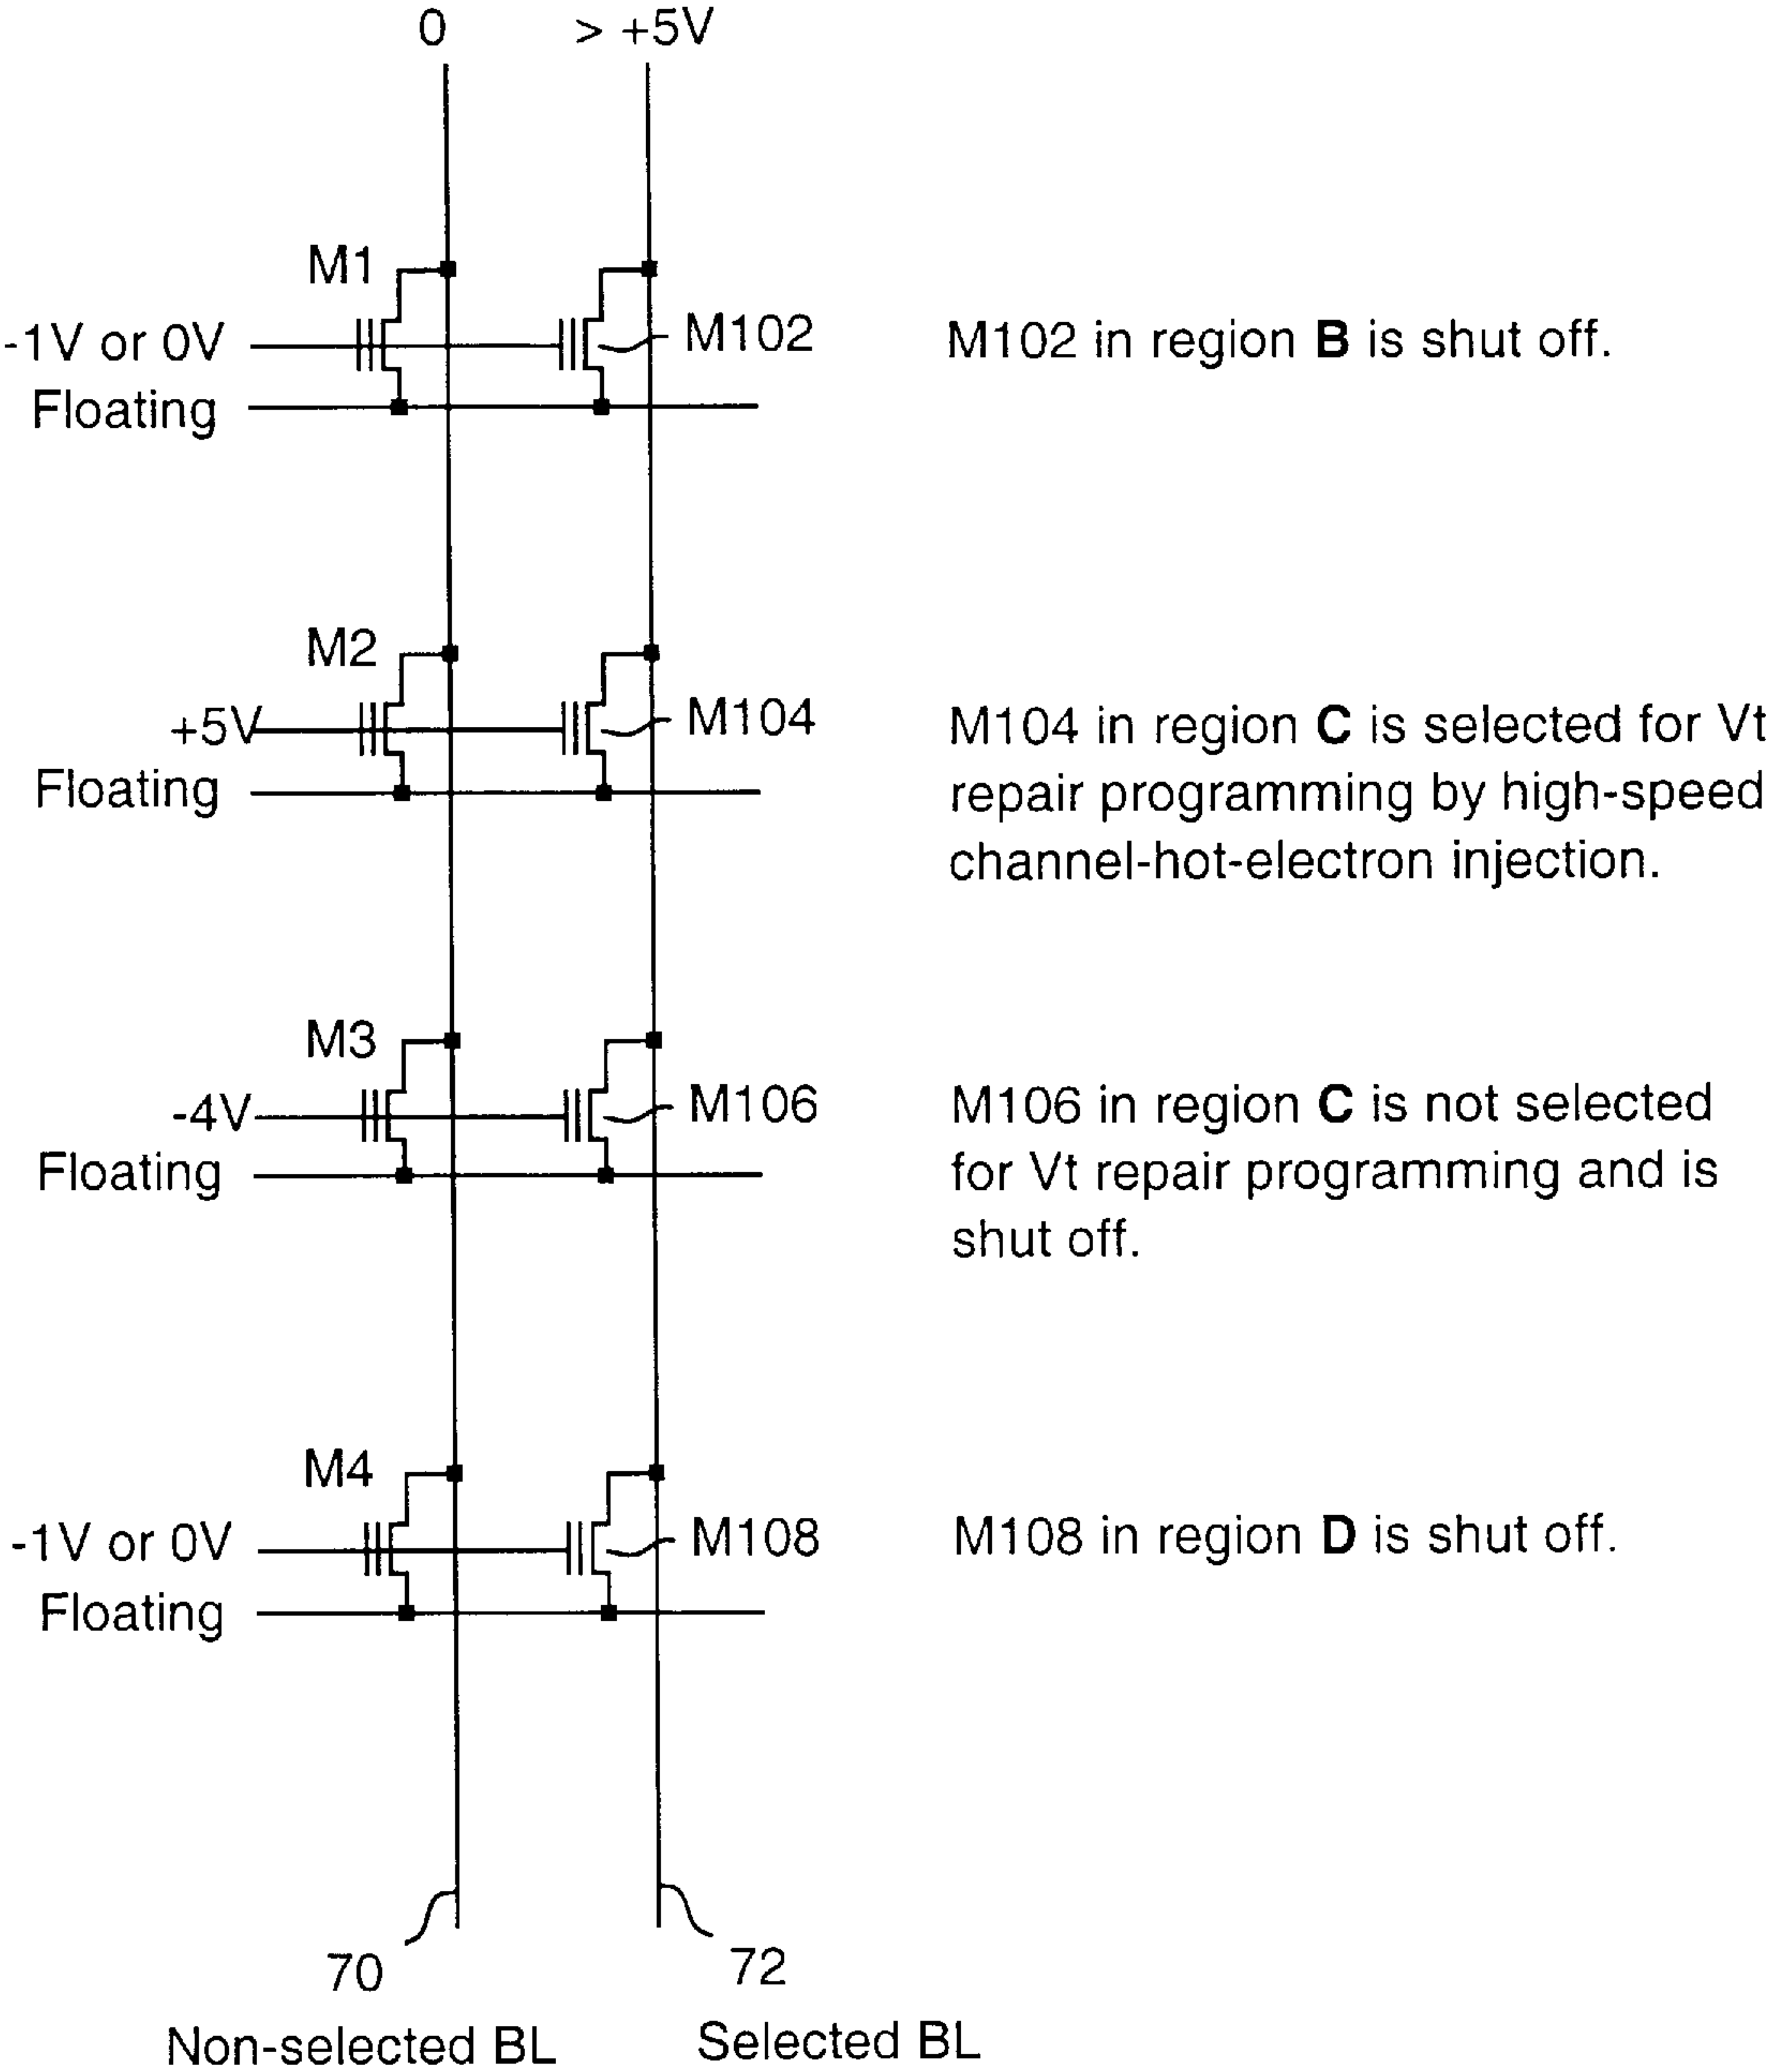 0
> +5V
M1
-1V or 0V
M102
M102 in region B is shut off.
Floating
M2
+5V
M104
M104 in region C is selected for Vt
repair programming by high-speed
channel-hot-electron injection.
Floating
M3
-4V
M106
M106 in region C is not selected
for Vt repair programming and is
shut off.
Floating
M4
-1V or 0V
M108
M108 in region D is shut off.
Floating
70
72
Non-selected BL
Selected BL